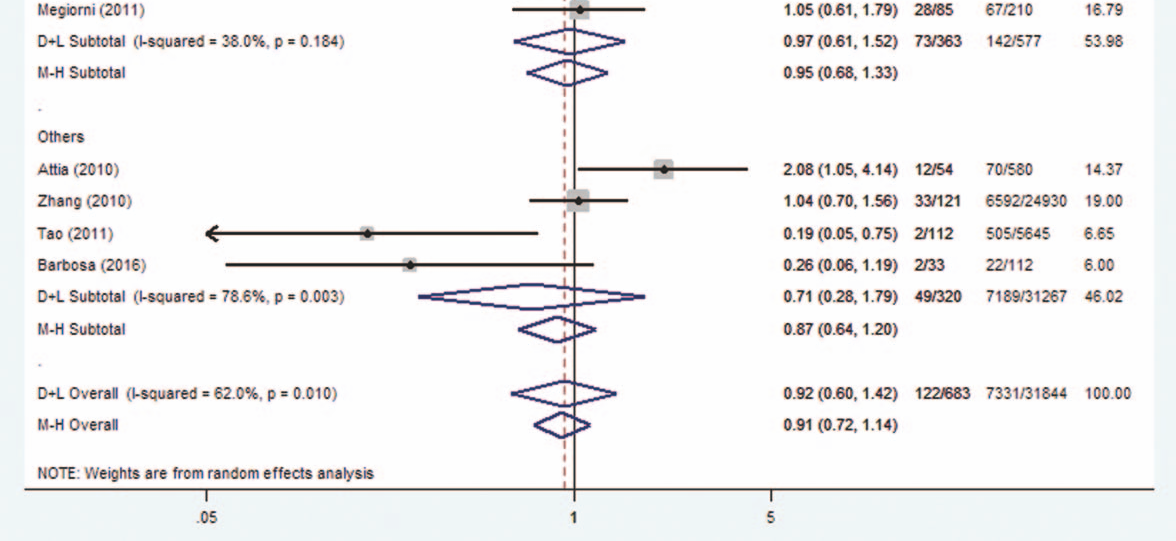 Megiorni (2011) 1.05 (0.61, 1.79) 28/85 67/210 16.79
D+L Subtotal (I-squared = 38.0%, p = 0.184) 0.97 (0.61, 1.52) 73/363 142/577 53.98
M-H Subtotal 0.95 (0.68, 1.33)
.
Others
Attia (2010) 2.08 (1.05, 4.14) 12/54 70/580 14.37
Zhang (2010) 1.04 (0.70, 1.56) 33/121 6592/24930 19.00
Tao (2011) 0.19 (0.05, 0.75) 2/112 505/5645 6.65
Barbosa (2016) 0.26 (0.06, 1.19) 2/33 22/112 6.00
D+L Subtotal (I-squared = 78.6%, p = 0.003) 0.71 (0.28, 1.79) 49/320 7189/31267 46.02
M-H Subtotal 0.87 (0.64, 1.20)
.
D+L Overall (I-squared = 62.0%, p = 0.010) 0.92 (0.60, 1.42) 122/683 7331/31844 100.00
M-H Overall 0.91 (0.72, 1.14)
NOTE: Weights are from random effects analysis
.05 1 5